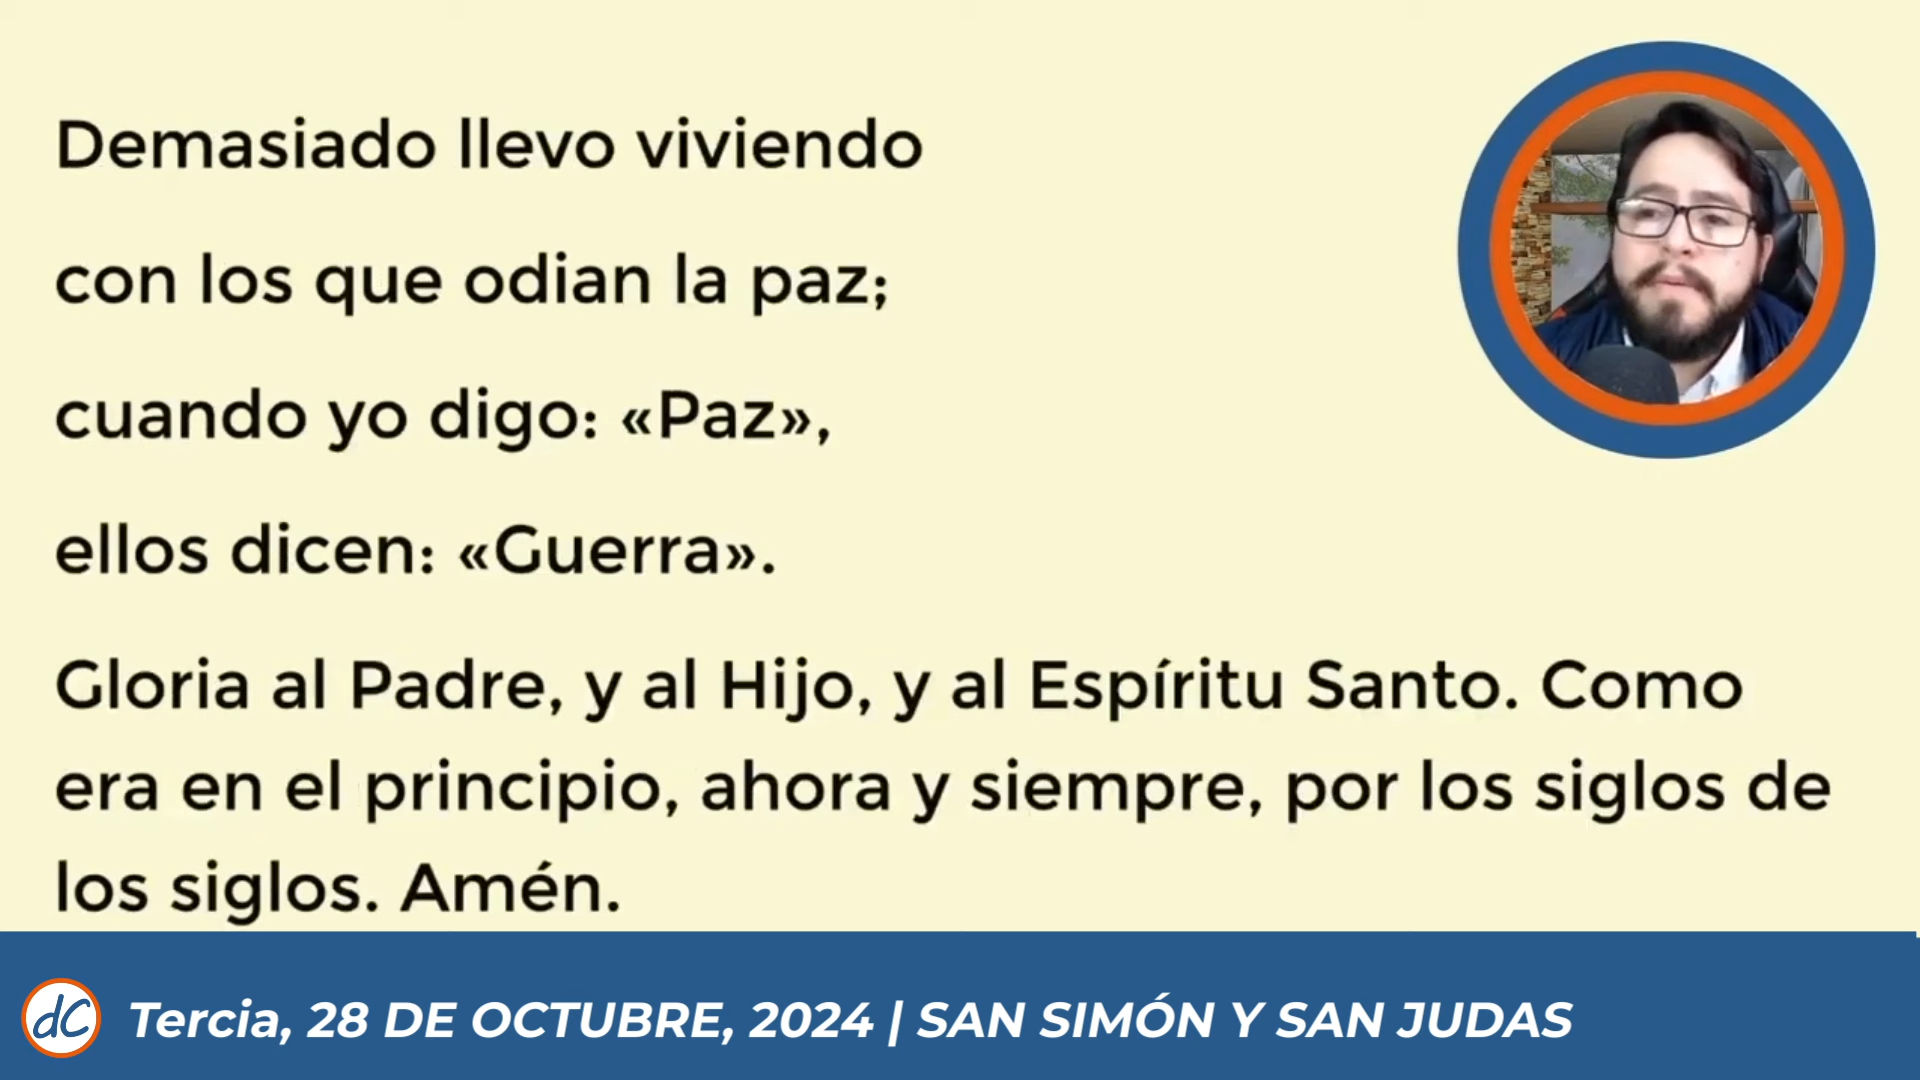 Demasiado llevo viviendo
con los que odian la paz;
cuando yo digo: «Paz»,
ellos dicen: «Guerra».
Gloria al Padre, y al Hijo, y al Espíritu Santo. Como
era en el principio, ahora y siempre, por los siglos de
los siglos. Amén.
dC
Tercia, 28 DE OCTUBRE, 2024 | SAN SIMÓN Y SAN JUDAS